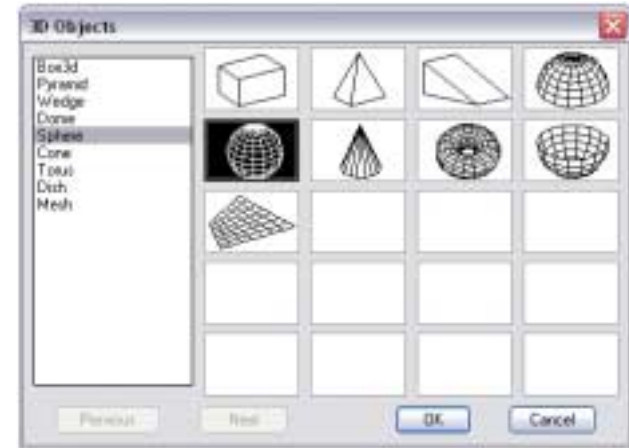 3D Objects
Box3d
Pyramid
Wedge
Dome
Sphere
Cone
Torus
Dish
Mesh
Previous
Next
OK
Cancel